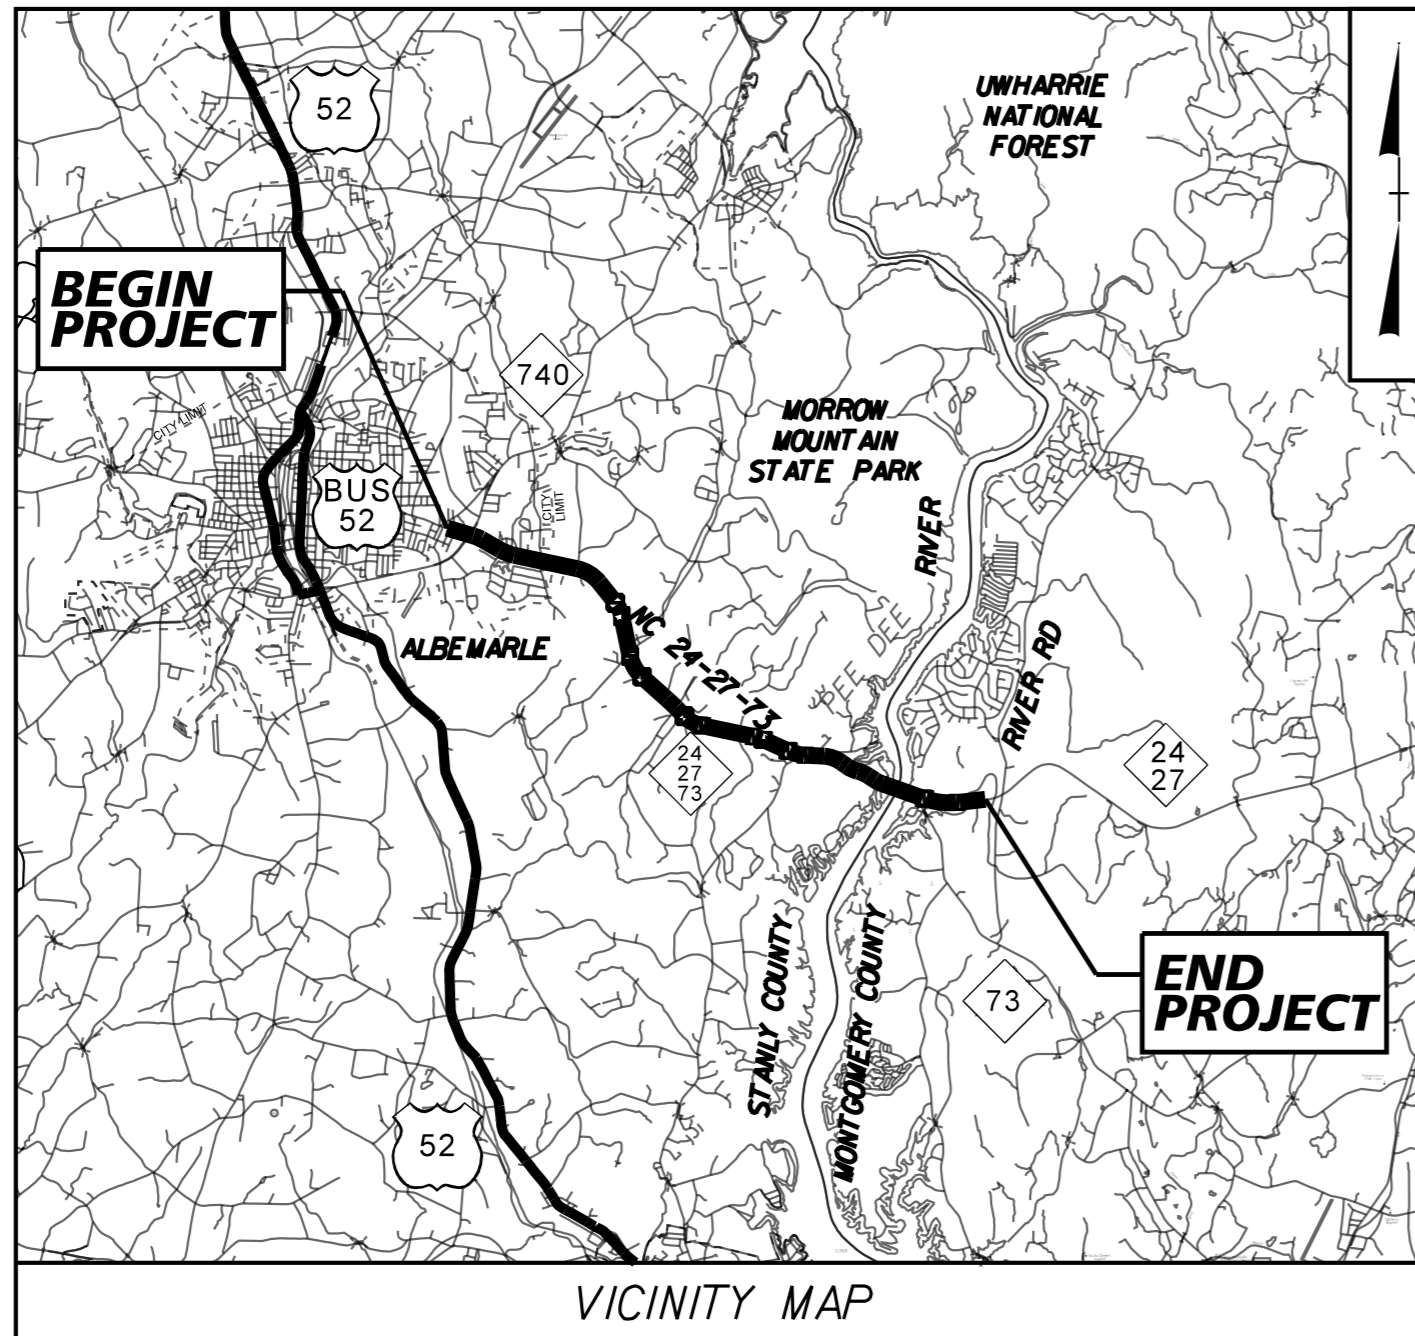 52
UWHARRIE
NATIONAL
FOREST
BEGIN
PROJECT
740
CITY LIMIT
MORROW
MOUNTAIN
STATE PARK
BUS
52
CITY
LIMIT
RIVER
PEE DEE
ALBEMARLE
NC 24-27-73
RIVER RD
24
27
73
24
27
STANLY COUNTY
MONTGOMERY COUNTY
73
END
PROJECT
52
VICINITY MAP